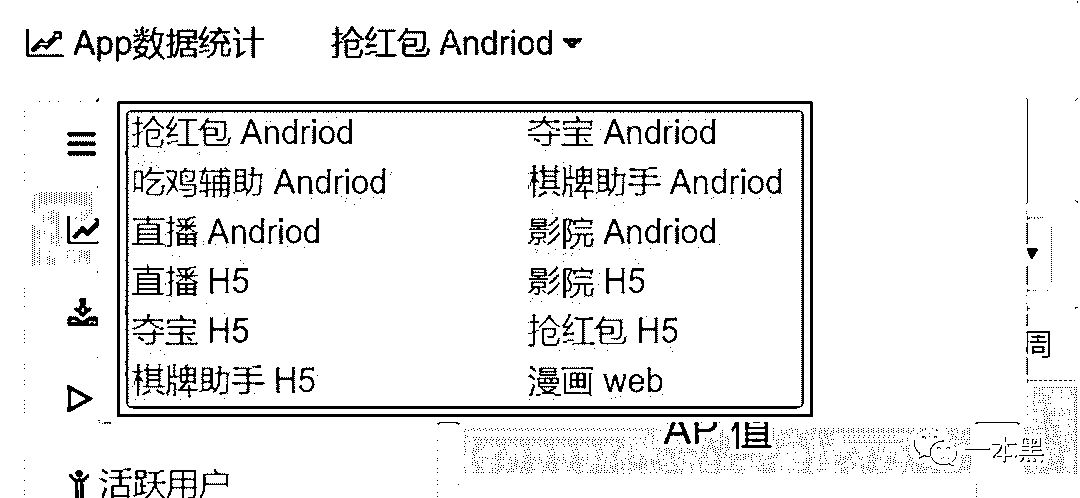 App数据统计 抢红包 Andriod
抢红包 Andriod 夺宝 Andriod
吃鸡辅助 Andriod 棋牌助手 Andriod
直播 Andriod 影院 Andriod
直播 H5 影院 H5
夺宝 H5 抢红包 H5
周
棋牌助手 H5 漫画 web
AP 值
一本黑
活跃用户